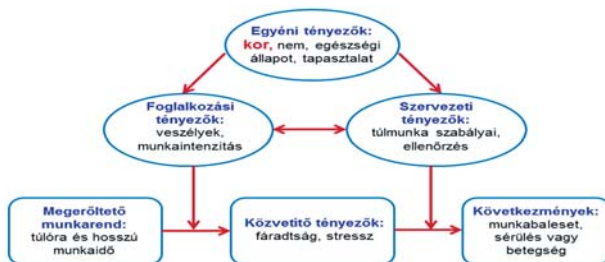 Egyéni tényezők:
kor, nem, egészségi
állapot, tapasztalat
Foglalkozási
tényezők:
veszélyek,
munkaintenzitás
Szervezeti
tényezők:
túlmunka szabályai,
ellenőrzés
Megerőltető
munkarend:
túlóra és hosszú
munkaidő
Közvetítő tényezők:
fáradtság, stressz
Következmények:
munkabaleset,
sérülés vagy
betegség